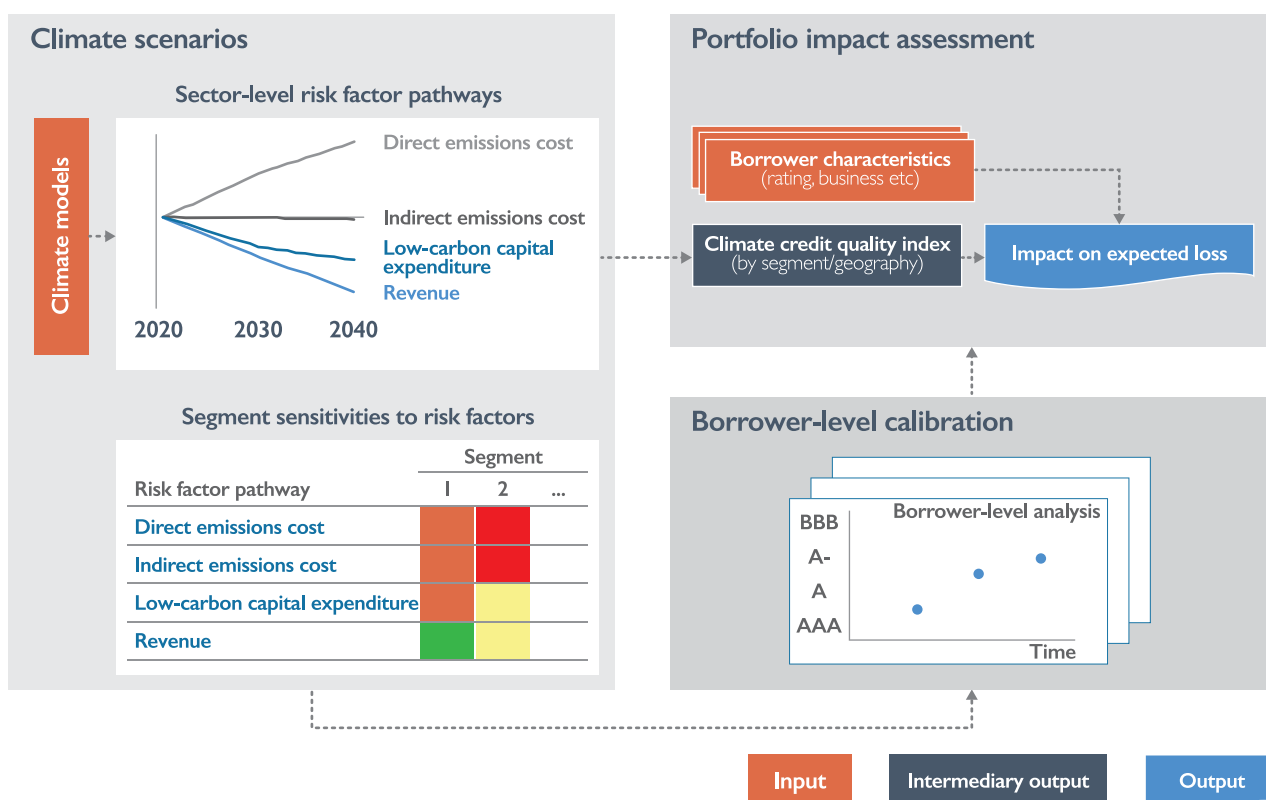 Climate scenarios
Sector-level risk factor pathways
Climate models
Direct emissions cost
Indirect emissions cost
Low-carbon capital
expenditure
Revenue
2020 2030 2040
Segment sensitivities to risk factors
Segment
Risk factor pathway 1 2 ...
Direct emissions cost
Indirect emissions cost
Low-carbon capital expenditure
Revenue
Portfolio impact assessment
Borrower characteristics
(rating, business etc)
Climate credit quality index
(by segment/geography)
Impact on expected loss
Borrower-level calibration
Borrower-level analysis
BBB
A-
A
AAA
Time
Input
Intermediary output
Output